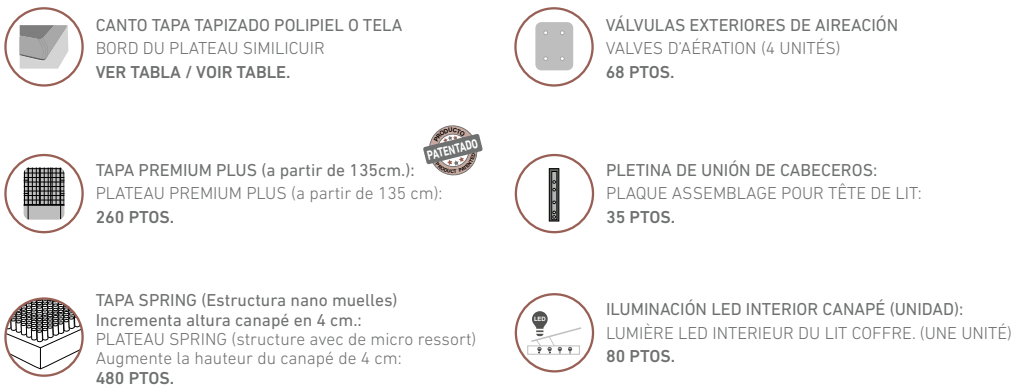 CANTO TAPA TAPIZADO POLIPIEL O TELA
BORD DU PLATEAU SIMILICUIR
VER TABLA / VOIR TABLE.
VÁLVULAS EXTERIORES DE AIREACIÓN
VALVES D'AÉRATION (4 UNITÉS)
68 PTOS.
PRODUCTO
PATENTADO
PRODUCT PATENTED
TAPA PREMIUM PLUS (a partir de 135cm.):
PLATEAU PREMIUM PLUS (a partir de 135 cm):
260 PTOS.
PLETINA DE UNIÓN DE CABECEROS:
PLAQUE ASSEMBLAGE POUR TÊTE DE LIT:
35 PTOS.
TAPA SPRING (Estructura nano muelles)
Incrementa altura canapé en 4 cm.:
PLATEAU SPRING (structure avec de micro ressort)
Augmente la hauteur du canapé de 4 cm:
480 PTOS.
LED
ILUMINACIÓN LED INTERIOR CANAPÉ (UNIDAD):
LUMIÈRE LED INTERIEUR DU LIT COFFRE. (UNE UNITÉ)
80 PTOS.